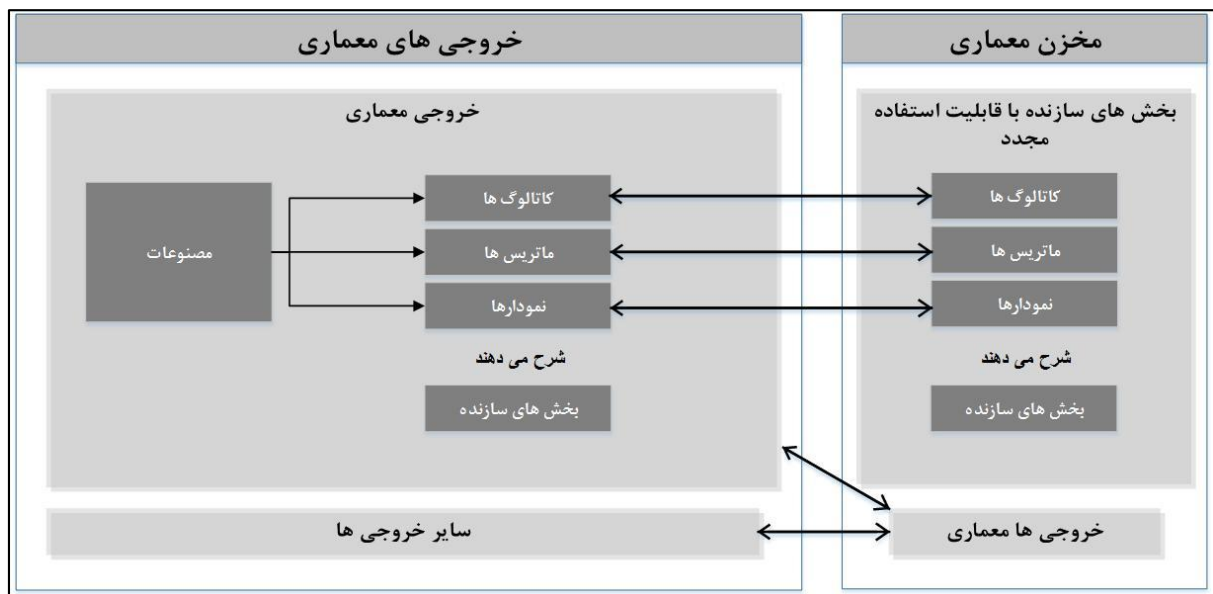 مخزن معماری
بخش های سازنده با قابلیت استفاده
مجدد
کاتالوگ ها
ماتریس ها
نمودارها
شرح می دهند
بخش های سازنده
خروجی ها معماری
خروجی های معماری
خروجی معماری
کاتالوگ ها
ماتریس ها
نمودارها
شرح می دهند
بخش های سازنده
مصنوعات
سایر خروجی ها